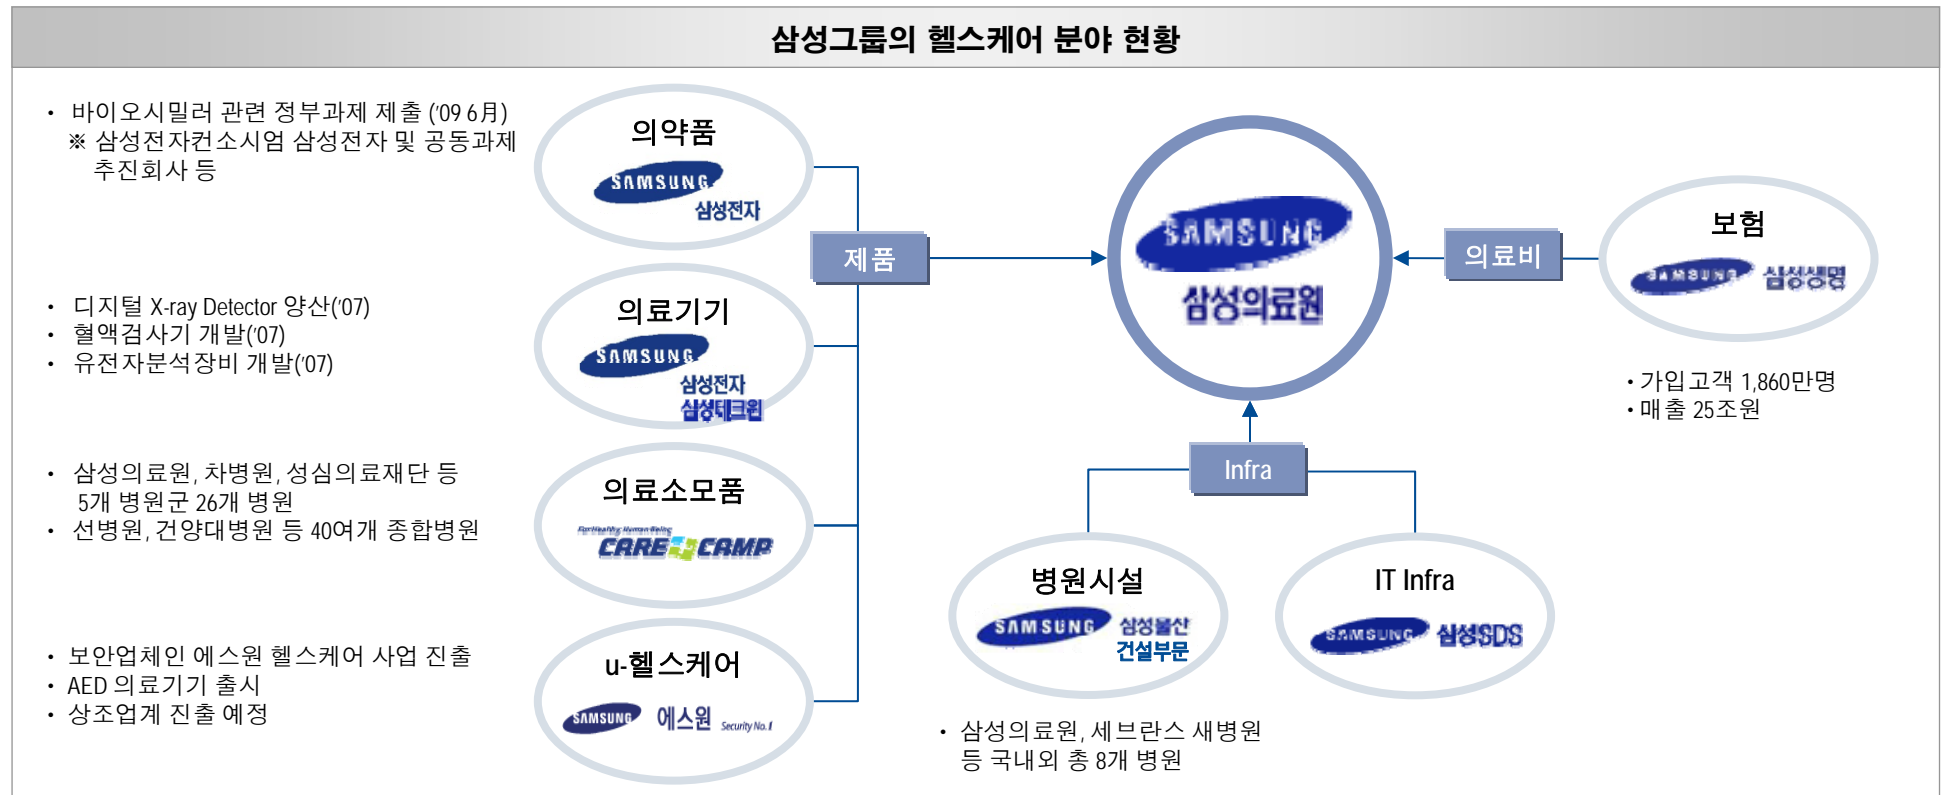 삼성그룹의 헬스케어 분야 현황
• 바이오시밀러 관련 정부과제 제출 ('09 6月)
※ 삼성전자컨소시엄 삼성전자 및 공동과제
추진회사 등
의약품
SAMSUNG
삼성전자
제품
• 디지털 X-ray Detector 양산('07)
• 혈액검사기 개발('07)
• 유전자분석장비 개발('07)
의료기기
SAMSUNG
삼성전자
삼성테크윈
• 삼성의료원, 차병원, 성심의료재단 등
5개 병원군 26개 병원
• 선병원, 건양대병원 등 40여개 종합병원
의료소모품
For Healthy Human Being
CARE CAMP
• 보안업체인 에스원 헬스케어 사업 진출
• AED 의료기기 출시
• 상조업계 진출 예정
u-헬스케어
SAMSUNG 에스원 Security No.1
SAMSUNG
삼성의료원
의료비
보험
SAMSUNG 삼성생명
• 가입고객 1,860만명
• 매출 25조원
Infra
병원시설
SAMSUNG 삼성물산
건설부문
IT Infra
SAMSUNG 삼성SDS
• 삼성의료원, 세브란스 새병원
등 국내외 총 8개 병원